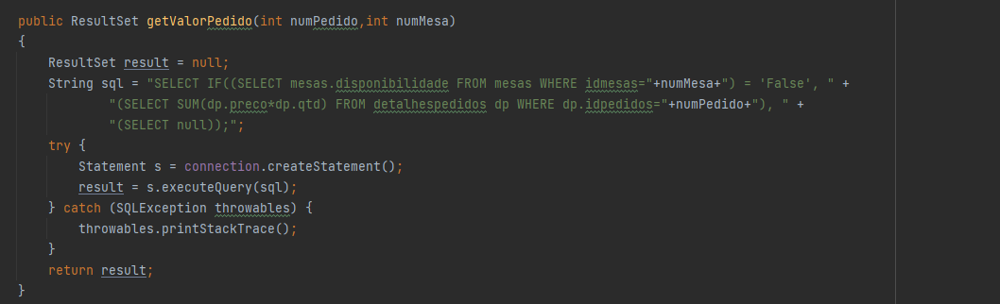 public ResultSet getValorPedido(int numPedido,int numMesa)
{
    ResultSet result = null;
    String sql = "SELECT IF((SELECT mesas.disponibilidade FROM mesas WHERE idmesas="+numMesa+") = 'False', " +
            "(SELECT SUM(dp.preco*dp.qtd) FROM detalhespedidos dp WHERE dp.idpedidos="+numPedido+"), " +
            "(SELECT null));";
    try {
        Statement s = connection.createStatement();
        result = s.executeQuery(sql);
    } catch (SQLException throwables) {
        throwables.printStackTrace();
    }
    return result;
}